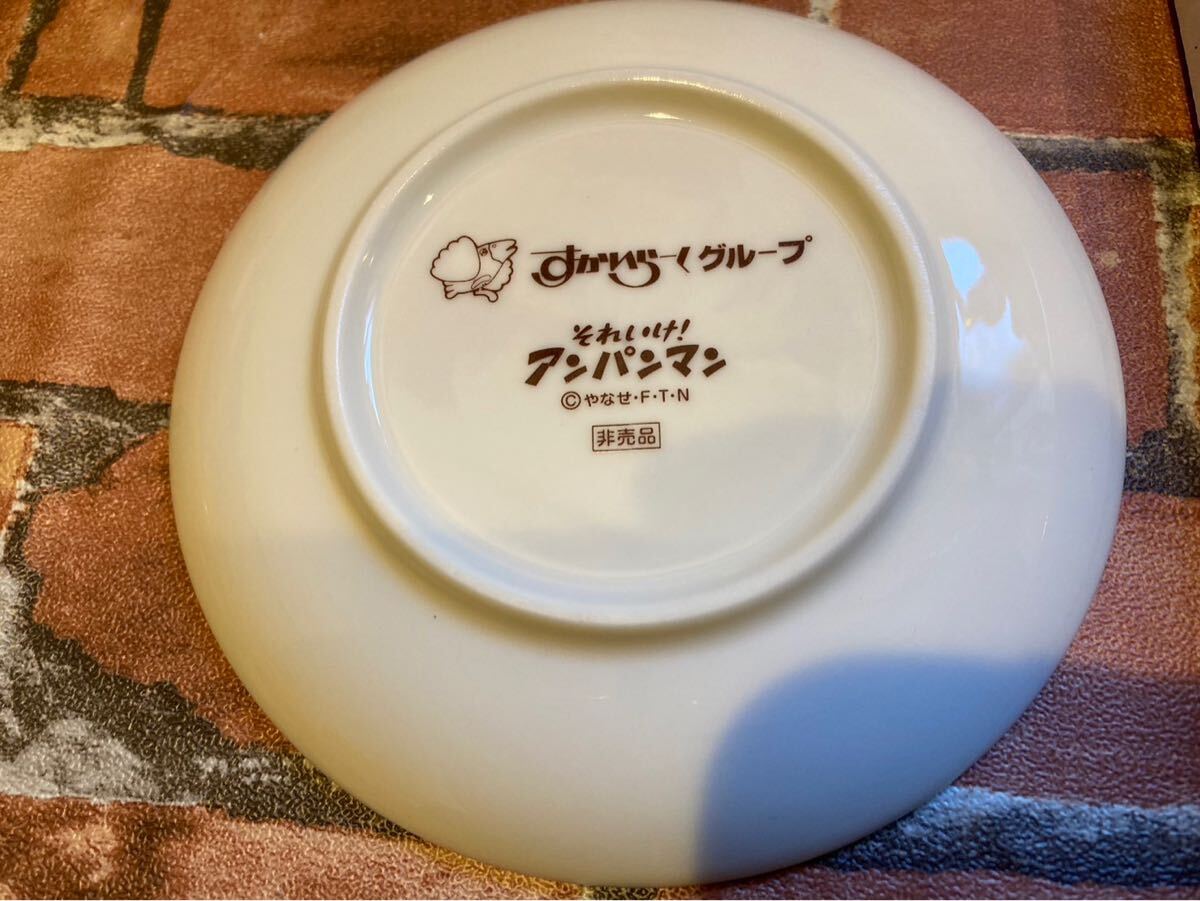 すかいらーくグループ
それいけ!
アンパンマン
©やなせ・F・T・N
非売品